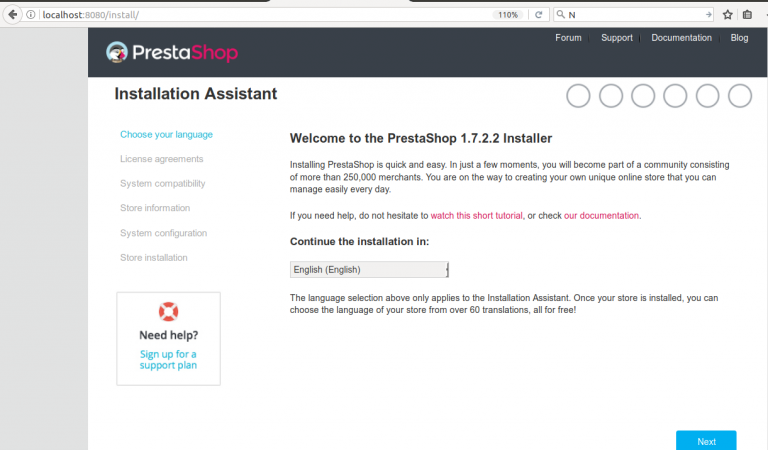 localhost:8080/install/
110%
N
Forum Support Documentation Blog
PrestaShop
Installation Assistant
Choose your language
License agreements
System compatibility
Store information
System configuration
Store installation
Need help?
Sign up for a
support plan
Welcome to the PrestaShop 1.7.2.2 Installer
Installing PrestaShop is quick and easy. In just a few moments, you will become part of a community consisting
of more than 250,000 merchants. You are on the way to creating your own unique online store that you can
manage easily every day.
If you need help, do not hesitate to watch this short tutorial, or check our documentation.
Continue the installation in:
English (English)
The language selection above only applies to the Installation Assistant. Once your store is installed, you can
choose the language of your store from over 60 translations, all for free!
Next